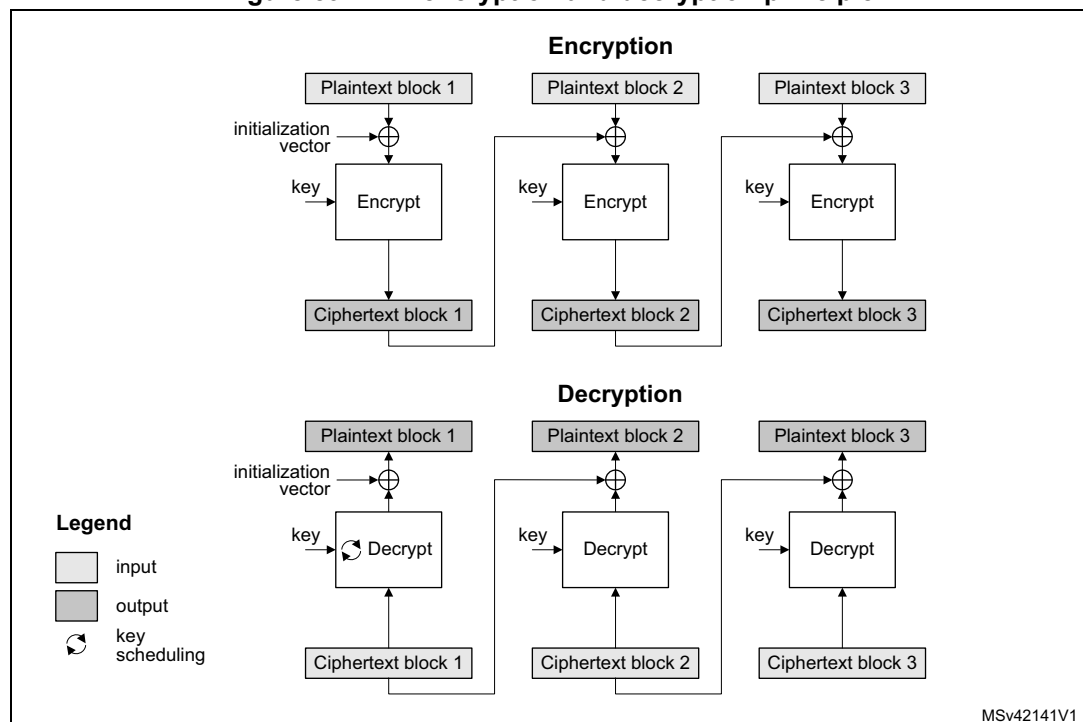 Encryption
Plaintext block 1 Plaintext block 2 Plaintext block 3
initialization
vector
key Encrypt key Encrypt key Encrypt
Ciphertext block 1 Ciphertext block 2 Ciphertext block 3
Decryption
Plaintext block 1 Plaintext block 2 Plaintext block 3
initialization
vector
key Decrypt key Decrypt key Decrypt
Ciphertext block 1 Ciphertext block 2 Ciphertext block 3
Legend
input
output
key
scheduling
MSv42141V1